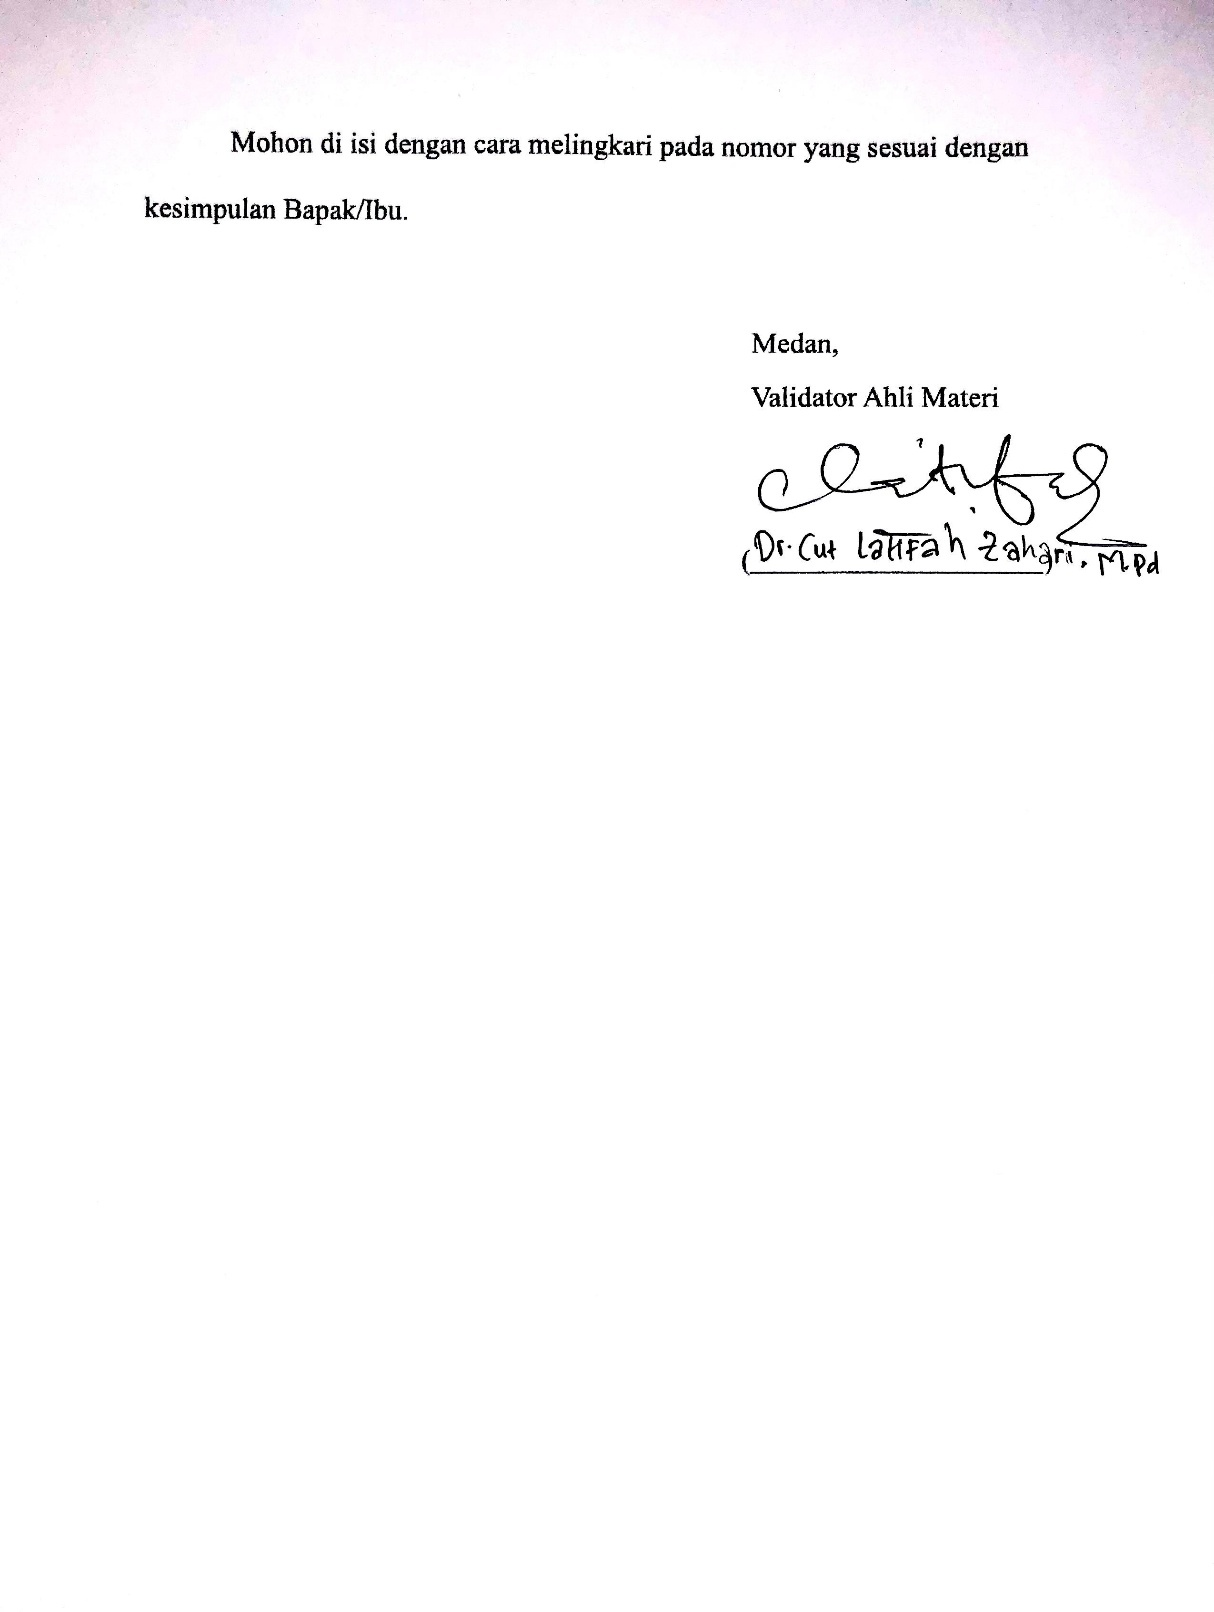 Mohon di isi dengan cara melingkari pada nomor yang sesuai dengan
kesimpulan Bapak/Ibu.
Medan,
Validator Ahli Materi
(Dr. Cut Latifah Zahari, M.Pd)